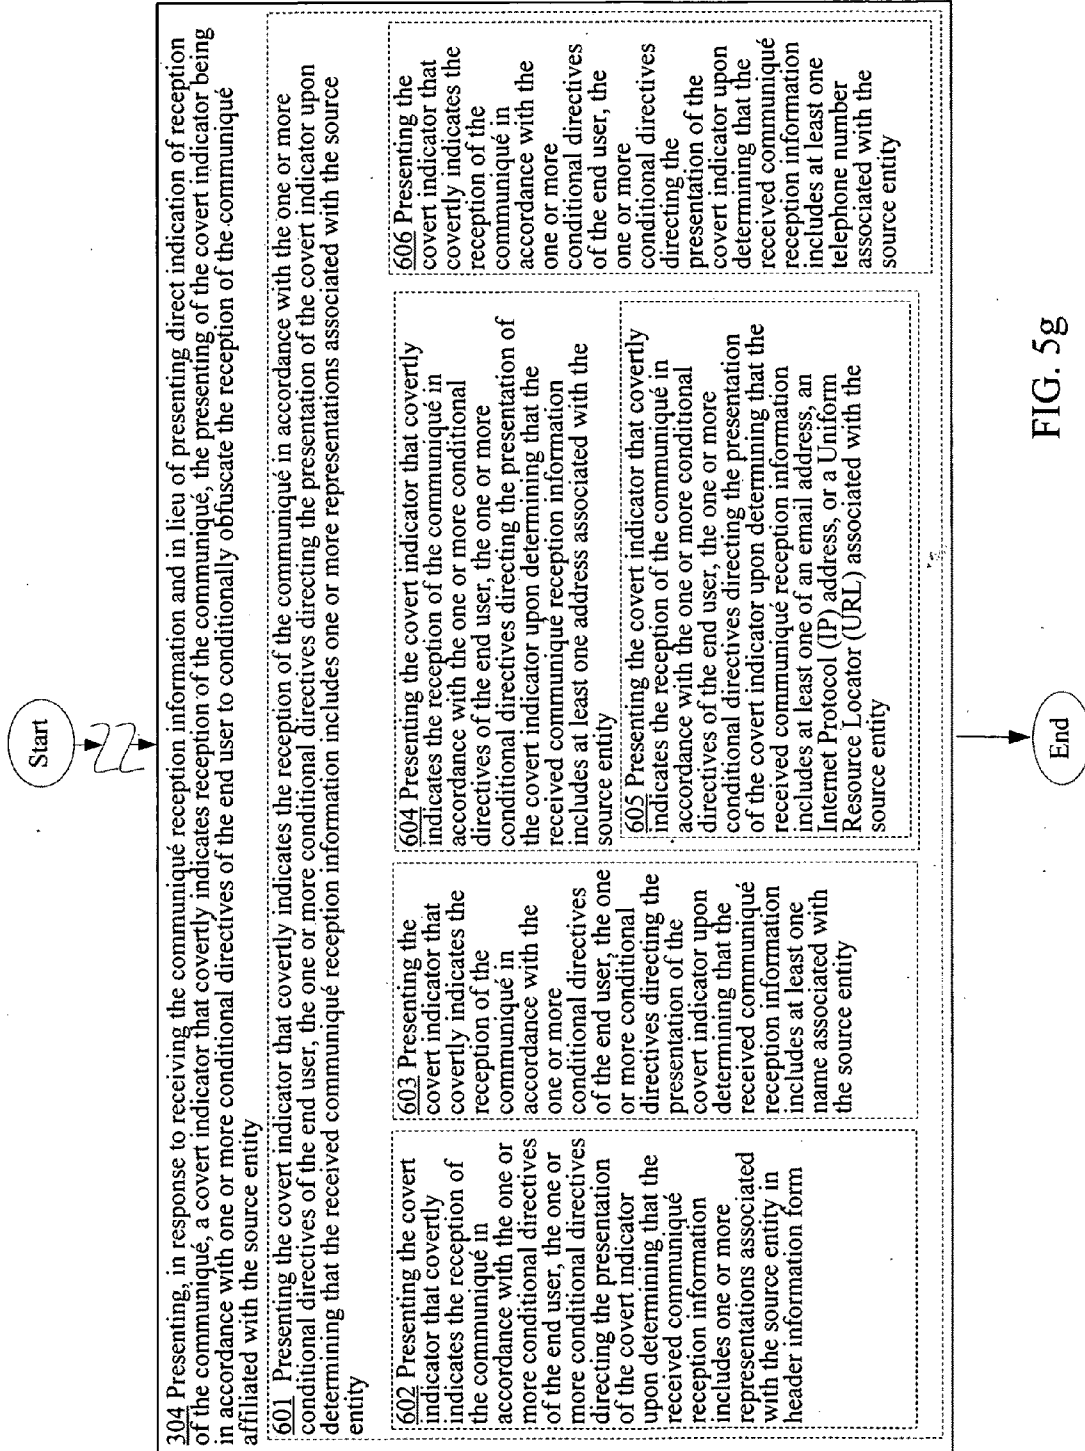 Start
304 Presenting, in response to receiving the communiqué reception information and in lieu of presenting direct indication of reception
of the communiqué, a covert indicator that covertly indicates reception of the communiqué, the presenting of the covert indicator being
in accordance with one or more conditional directives of the end user to conditionally obfuscate the reception of the communiqué
affiliated with the source entity
601 Presenting the covert indicator that covertly indicates the reception of the communiqué in accordance with the one or more
conditional directives of the end user, the one or more conditional directives directing the presentation of the covert indicator upon
determining that the received communiqué reception information includes one or more representations associated with the source
entity
602 Presenting the covert
indicator that covertly
indicates the reception of
the communiqué in
accordance with the one or
more conditional directives
of the end user, the one or
more conditional directives
directing the presentation
of the covert indicator
upon determining that the
received communiqué
reception information
includes one or more
representations associated
with the source entity in
header information form
603 Presenting the
covert indicator that
covertly indicates the
reception of the
communiqué in
accordance with the
one or more
conditional directives
of the end user, the one
or more conditional
directives directing the
presentation of the
covert indicator upon
determining that the
received communiqué
reception information
includes at least one
name associated with
the source entity
604 Presenting the covert indicator that covertly
indicates the reception of the communiqué in
accordance with the one or more conditional
directives of the end user, the one or more
conditional directives directing the presentation of
the covert indicator upon determining that the
received communique reception information
includes at least one address associated with the
source entity
605 Presenting the covert indicator that covertly
indicates the reception of the communiqué in
accordance with the one or more conditional
directives of the end user, the one or more
conditional directives directing the presentation
of the covert indicator upon determining that the
received communiqué reception information
includes at least one of an email address, an
Internet Protocol (IP) address, or a Uniform
Resource Locator (URL) associated with the
source entity
606 Presenting the
covert indicator that
covertly indicates the
reception of the
communiqué in
accordance with the
one or more
conditional directives
of the end user, the
one or more
conditional directives
directing the
presentation of the
covert indicator upon
determining that the
received communiqué
reception information
includes at least one
telephone number
associated with the
source entity
End
FIG. 5g